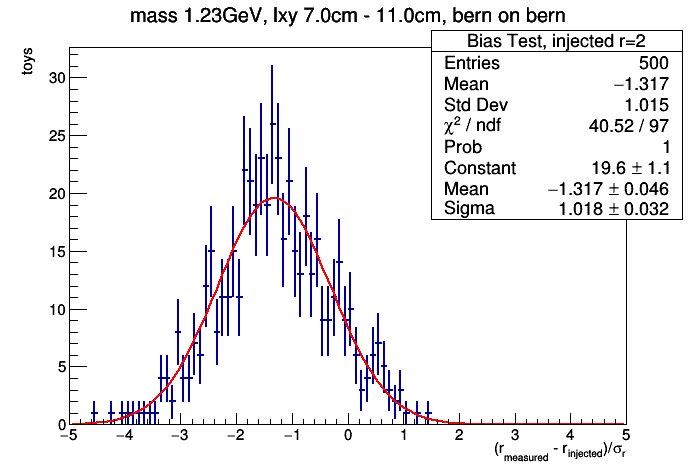 mass 1.23GeV, lxy 7.0cm - 11.0cm, bern on bern
Bias Test, injected r=2
Entries 500
Mean −1.317
Std Dev 1.015
χ² / ndf 40.52 / 97
Prob 1
Constant 19.6 ± 1.1
Mean −1.317 ± 0.046
Sigma 1.018 ± 0.032
toys
30
25
20
15
10
5
0
−5 −4 −3 −2 −1 0 1 2 3 4 5
(r_measured - r_injected)/σ_r